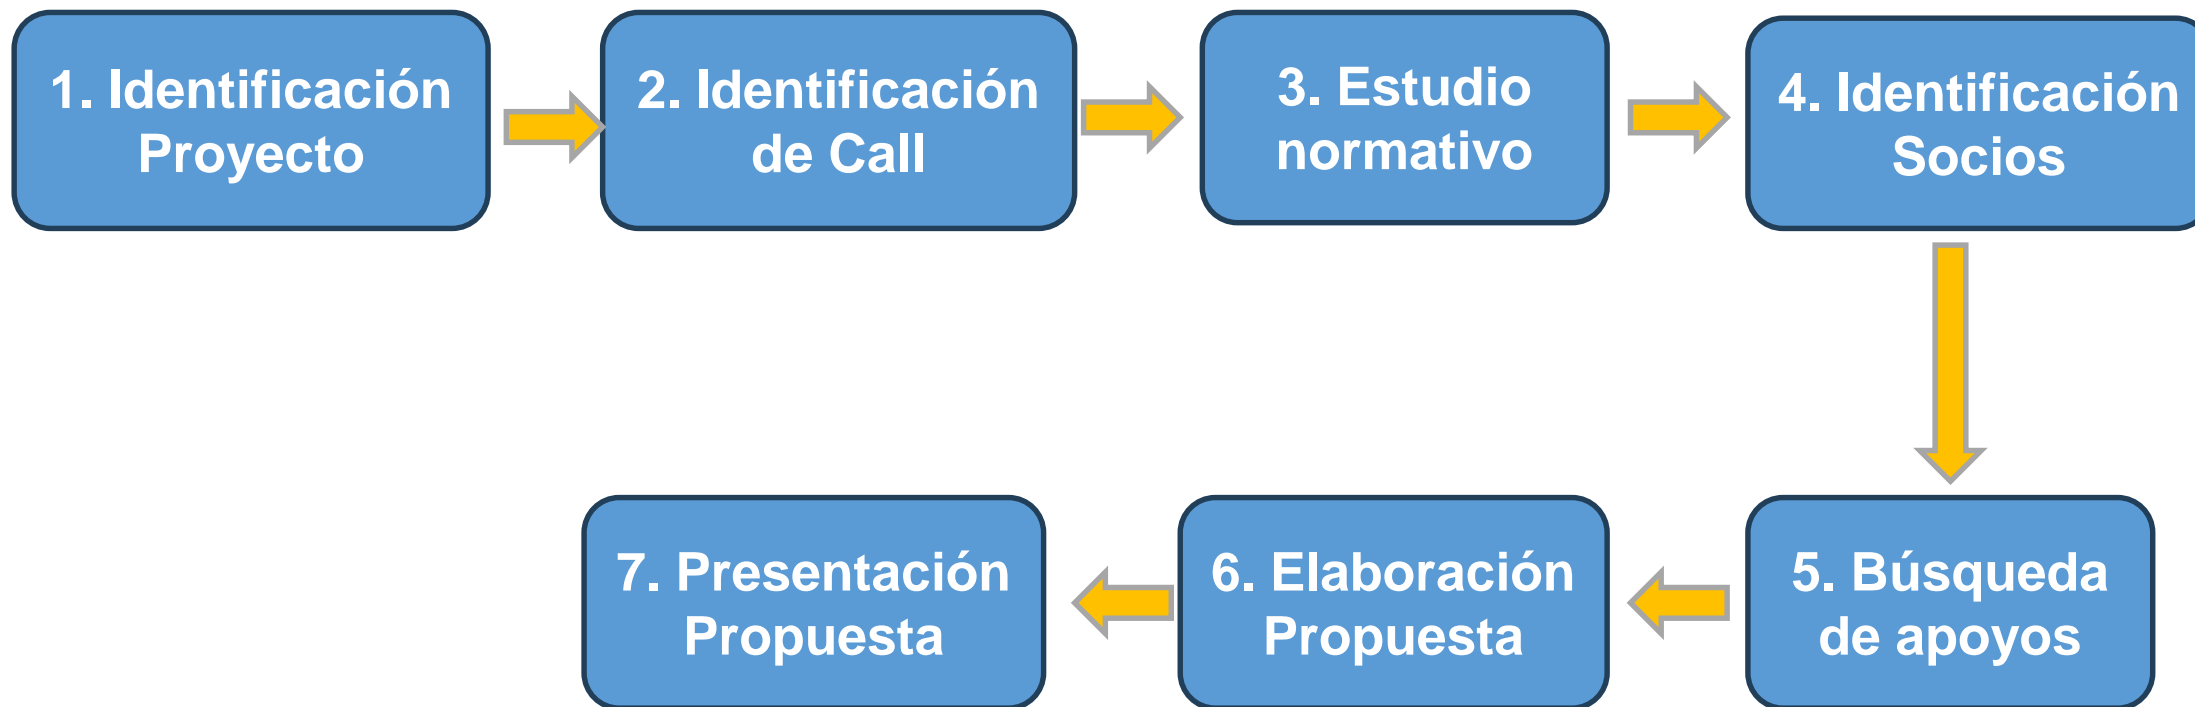 1. Identificación
Proyecto
2. Identificación
de Call
3. Estudio
normativo
4. Identificación
Socios
5. Búsqueda
de apoyos
6. Elaboración
Propuesta
7. Presentación
Propuesta